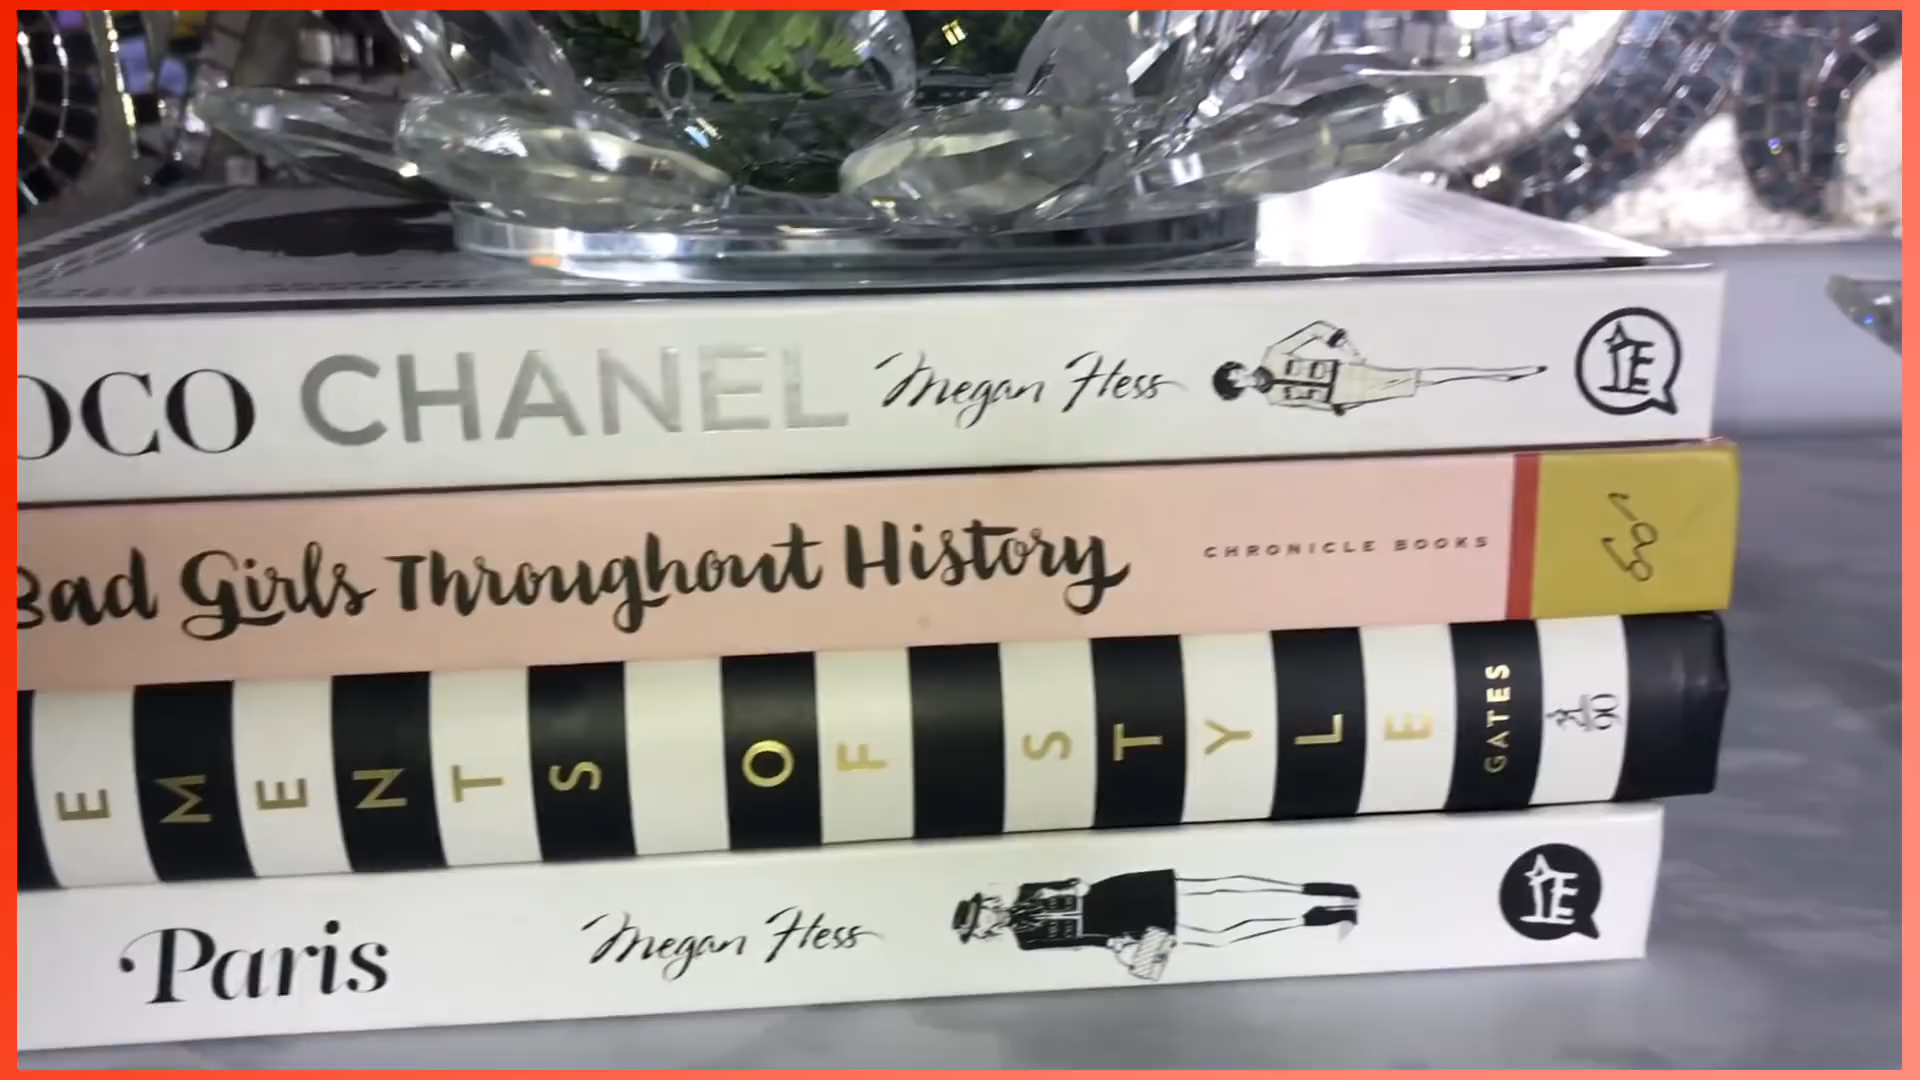 OCO CHANEL Megan Hess
Bad Girls Throughout History CHRONICLE BOOKS
EMENTS OF STYLE GATES
Paris Megan Hess